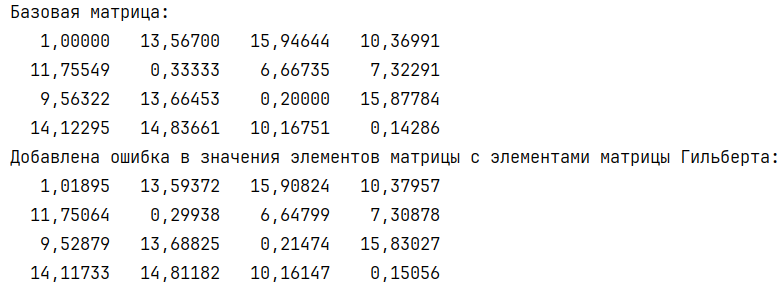 Базовая матрица:
1,00000 13,56700 15,94644 10,36991
11,75549 0,33333 6,66735 7,32291
9,56322 13,66453 0,20000 15,87784
14,12295 14,83661 10,16751 0,14286
Добавлена ошибка в значения элементов матрицы с элементами матрицы Гильберта:
1,01895 13,59372 15,90824 10,37957
11,75064 0,29938 6,64799 7,30878
9,52879 13,68825 0,21474 15,83027
14,11733 14,81182 10,16147 0,15056